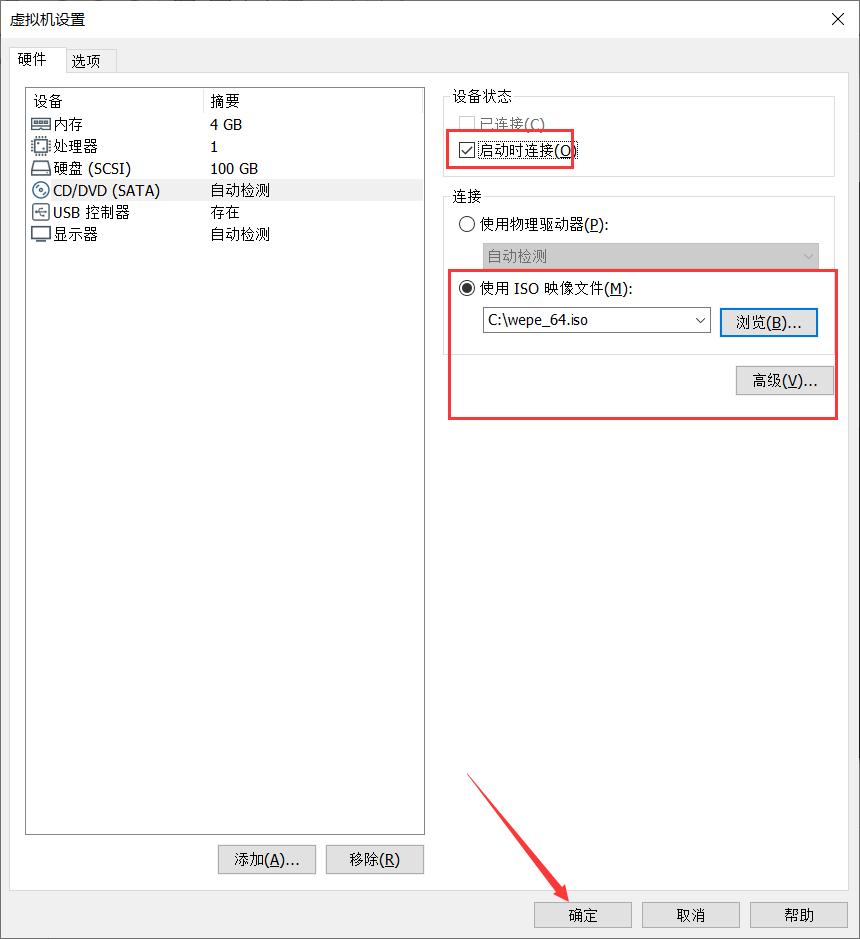 虚拟机设置
硬件 选项
设备 摘要
内存 4 GB
处理器 1
硬盘 (SCSI) 100 GB
CD/DVD (SATA) 自动检测
USB 控制器 存在
显示器 自动检测
添加(A)... 移除(R)
设备状态
已连接(C)
启动时连接(O)
连接
使用物理驱动器(P):
自动检测
使用 ISO 映像文件(M):
C:\wepe_64.iso 浏览(B)...
高级(V)...
确定 取消 帮助